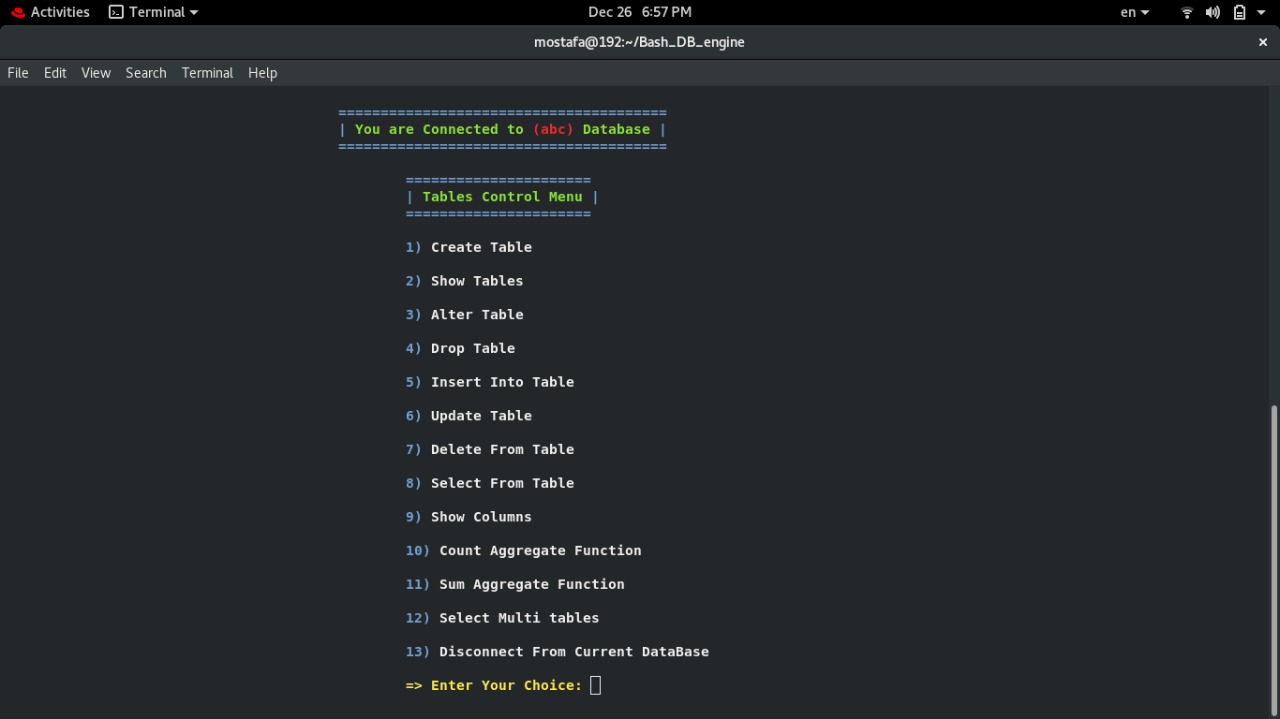 Activities Terminal Dec 26 6:57 PM en
mostafa@192:~/Bash_DB_engine ×
File Edit View Search Terminal Help
=======================================
| You are Connected to (abc) Database |
=======================================
======================
| Tables Control Menu |
======================
1) Create Table
2) Show Tables
3) Alter Table
4) Drop Table
5) Insert Into Table
6) Update Table
7) Delete From Table
8) Select From Table
9) Show Columns
10) Count Aggregate Function
11) Sum Aggregate Function
12) Select Multi tables
13) Disconnect From Current DataBase
=> Enter Your Choice: